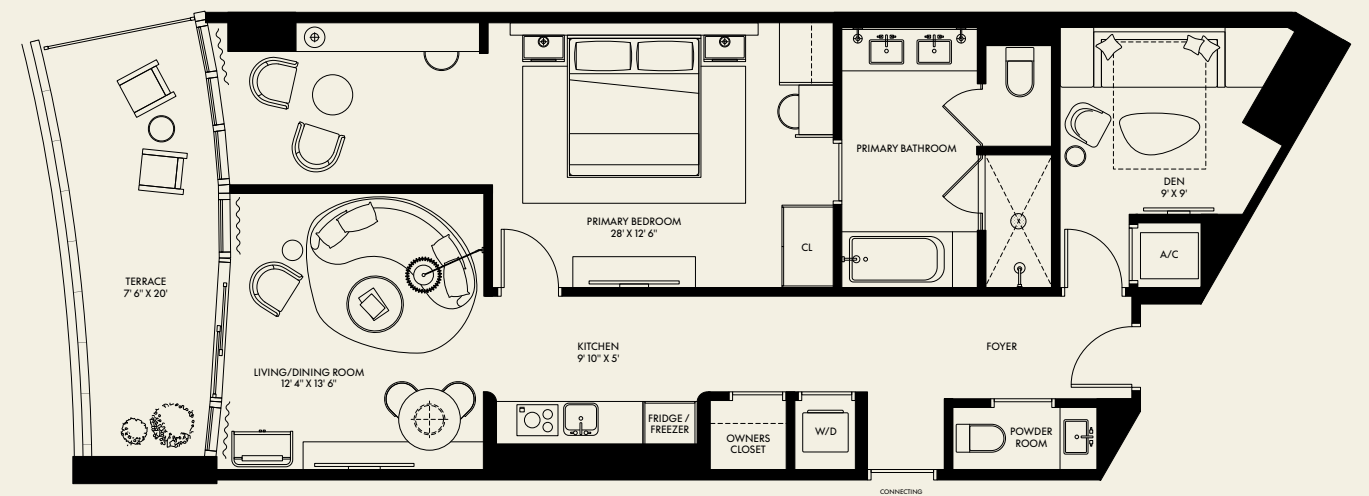 PRIMARY BATHROOM
DEN
9' X 9'
PRIMARY BEDROOM
28' X 12' 6"
CL
A/C
TERRACE
7' 6" X 20'
KITCHEN
9' 10" X 5'
FOYER
LIVING/DINING ROOM
12' 4" X 13' 6"
FRIDGE /
FREEZER
OWNERS
CLOSET
W/D
POWDER
ROOM
CONNECTING